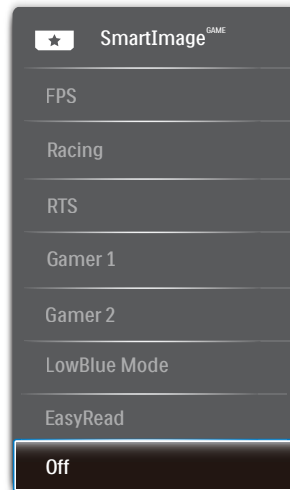 SmartImage GAME
FPS
Racing
RTS
Gamer 1
Gamer 2
LowBlue Mode
EasyRead
Off